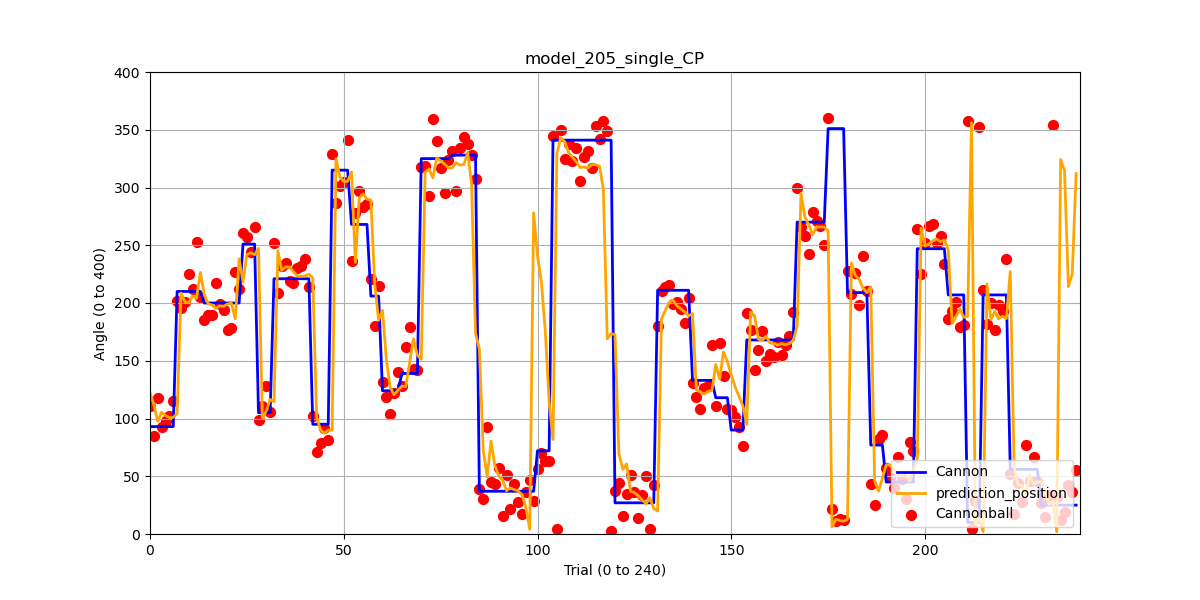 model_205_single_CP
400
350
300
250
200
150
100
50
0
Angle (0 to 400)
0 50 100 150 200
Trial (0 to 240)
Cannon
prediction_position
Cannonball